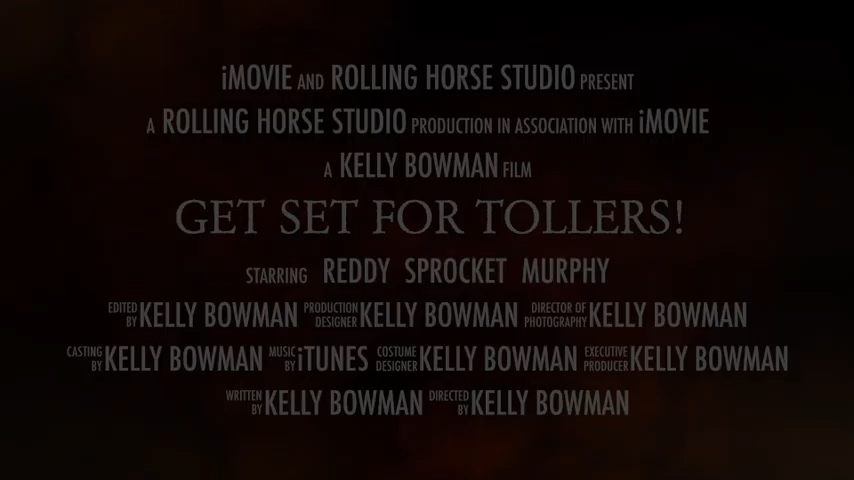 iMOVIE AND ROLLING HORSE STUDIO PRESENT
A ROLLING HORSE STUDIO PRODUCTION IN ASSOCIATION WITH iMOVIE
A KELLY BOWMAN FILM
GET SET FOR TOLLERS!
STARRING REDDY SPROCKET MURPHY
EDITED BY KELLY BOWMAN PRODUCTION DESIGNER KELLY BOWMAN DIRECTOR OF PHOTOGRAPHY KELLY BOWMAN
CASTING BY KELLY BOWMAN MUSIC BY iTUNES COSTUME DESIGNER KELLY BOWMAN EXECUTIVE PRODUCER KELLY BOWMAN
WRITTEN BY KELLY BOWMAN DIRECTED BY KELLY BOWMAN